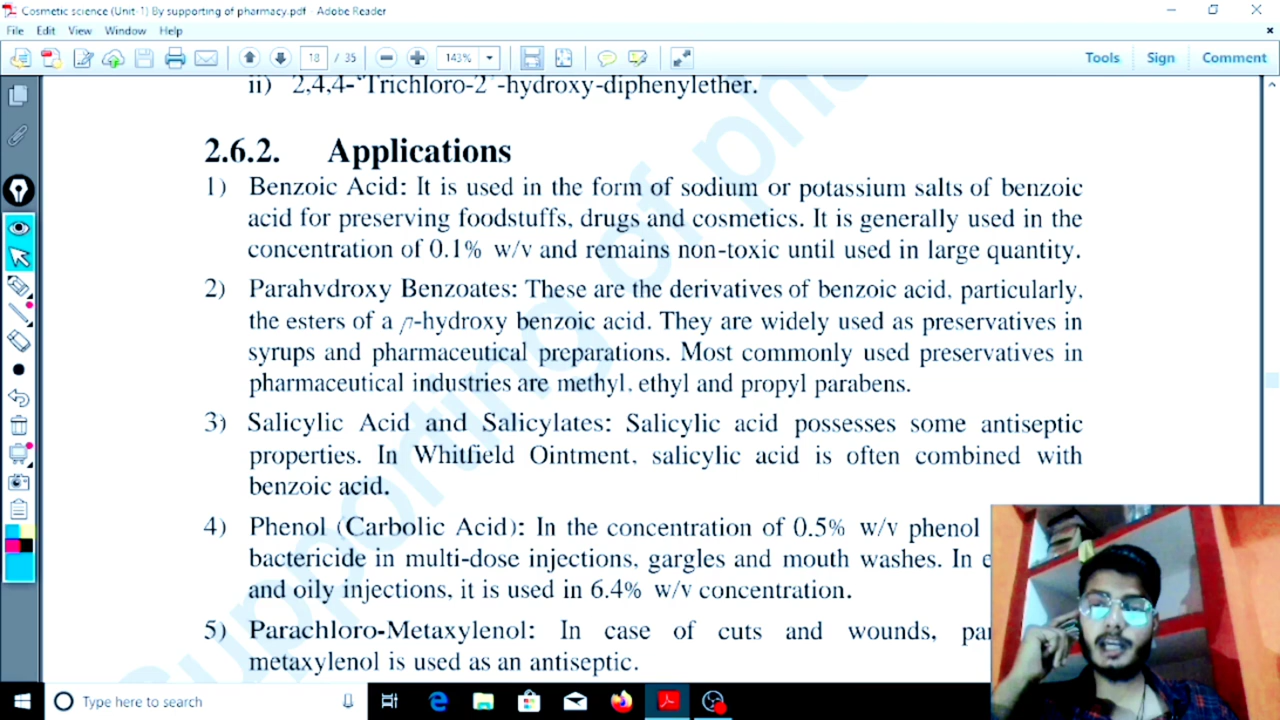 Cosmetic science (Unit-1) By supporting of pharmacy.pdf - Adobe Reader
File Edit View Window Help
18 / 35 143% Tools Sign Comment
ii) 2,4,4-'Trichloro-2'-hydroxy-diphenylether.
2.6.2. Applications
1) Benzoic Acid: It is used in the form of sodium or potassium salts of benzoic
acid for preserving foodstuffs, drugs and cosmetics. It is generally used in the
concentration of 0.1% w/v and remains non-toxic until used in large quantity.
2) Parahydroxy Benzoates: These are the derivatives of benzoic acid, particularly,
the esters of a p-hydroxy benzoic acid. They are widely used as preservatives in
syrups and pharmaceutical preparations. Most commonly used preservatives in
pharmaceutical industries are methyl, ethyl and propyl parabens.
3) Salicylic Acid and Salicylates: Salicylic acid possesses some antiseptic
properties. In Whitfield Ointment, salicylic acid is often combined with
benzoic acid.
4) Phenol (Carbolic Acid): In the concentration of 0.5% w/v phenol
bactericide in multi-dose injections, gargles and mouth washes. In
and oily injections, it is used in 6.4% w/v concentration.
5) Parachloro-Metaxylenol: In case of cuts and wounds,
metaxylenol is used as an antiseptic.
Supporting of pha
Type here to search